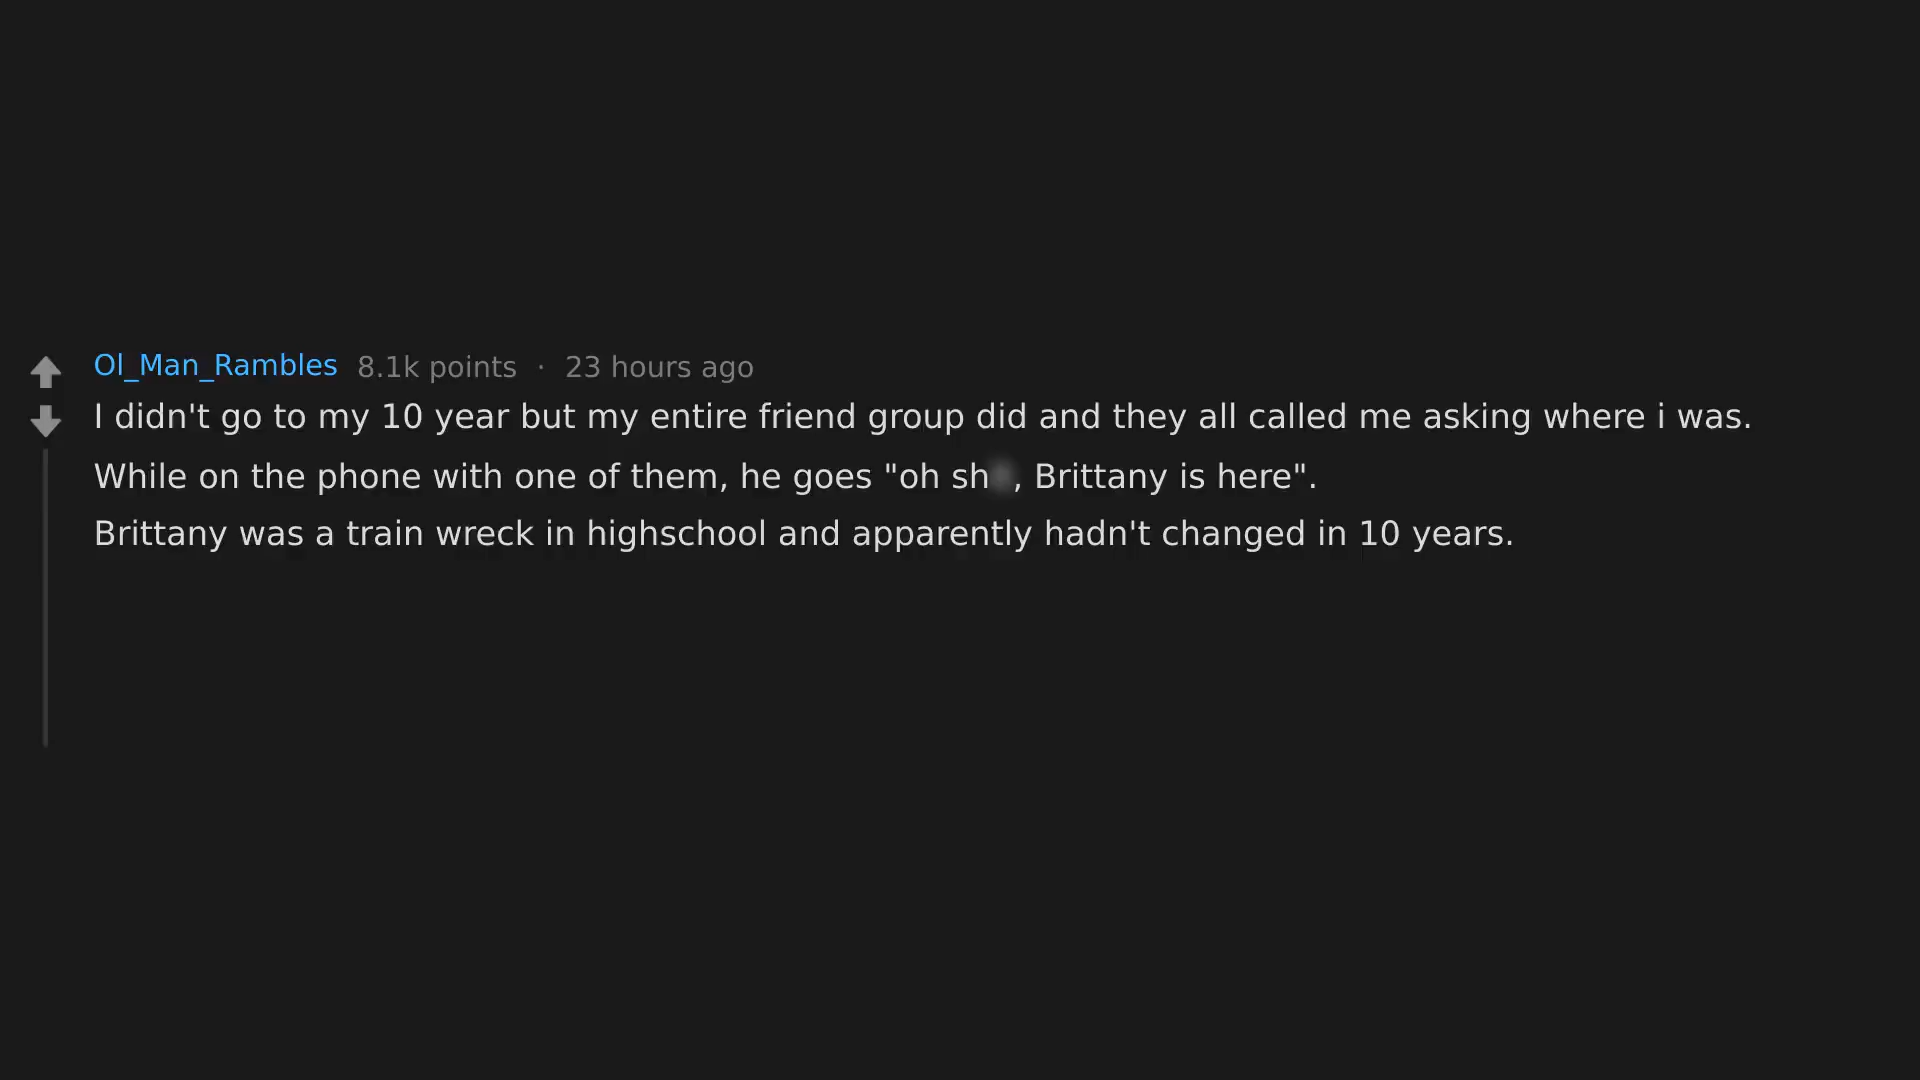 Ol_Man_Rambles 8.1k points · 23 hours ago
I didn't go to my 10 year but my entire friend group did and they all called me asking where i was.
While on the phone with one of them, he goes "oh sh, Brittany is here".
Brittany was a train wreck in highschool and apparently hadn't changed in 10 years.